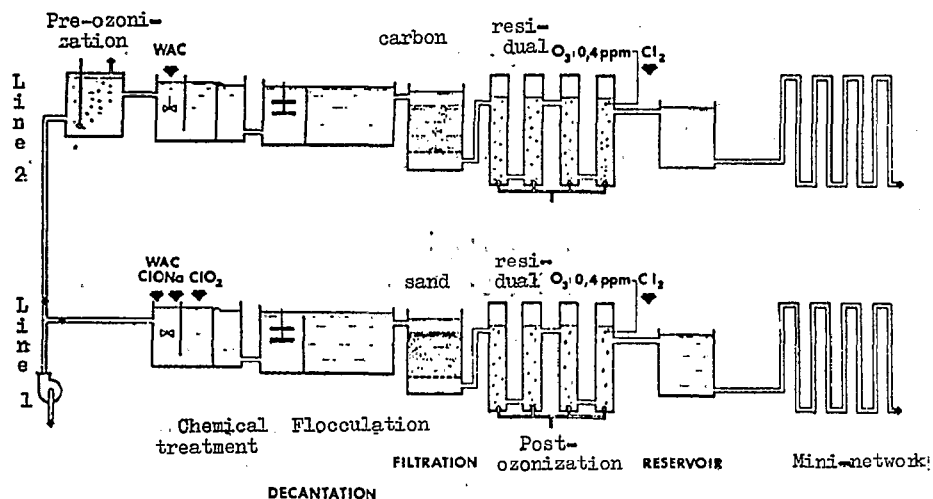 Pre-ozoni-
zation
WAC
carbon
resi-
dual
O3:0,4 ppm
Cl2
Line 2
WAC
ClONa ClO2
sand
resi-
dual
O3:0,4 ppm
Cl2
Line 1
Chemical
treatment
Flocculation
Post-
ozonization
FILTRATION
RESERVOIR
Mini-network
DECANTATION